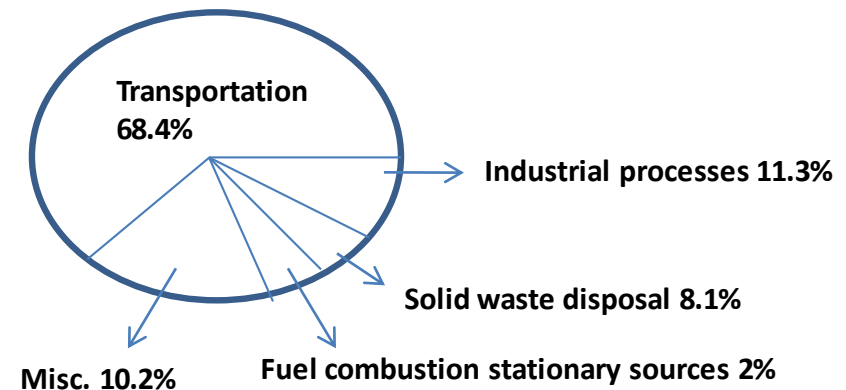 Transportation
68.4%
Industrial processes 11.3%
Solid waste disposal 8.1%
Fuel combustion stationary sources 2%
Misc. 10.2%